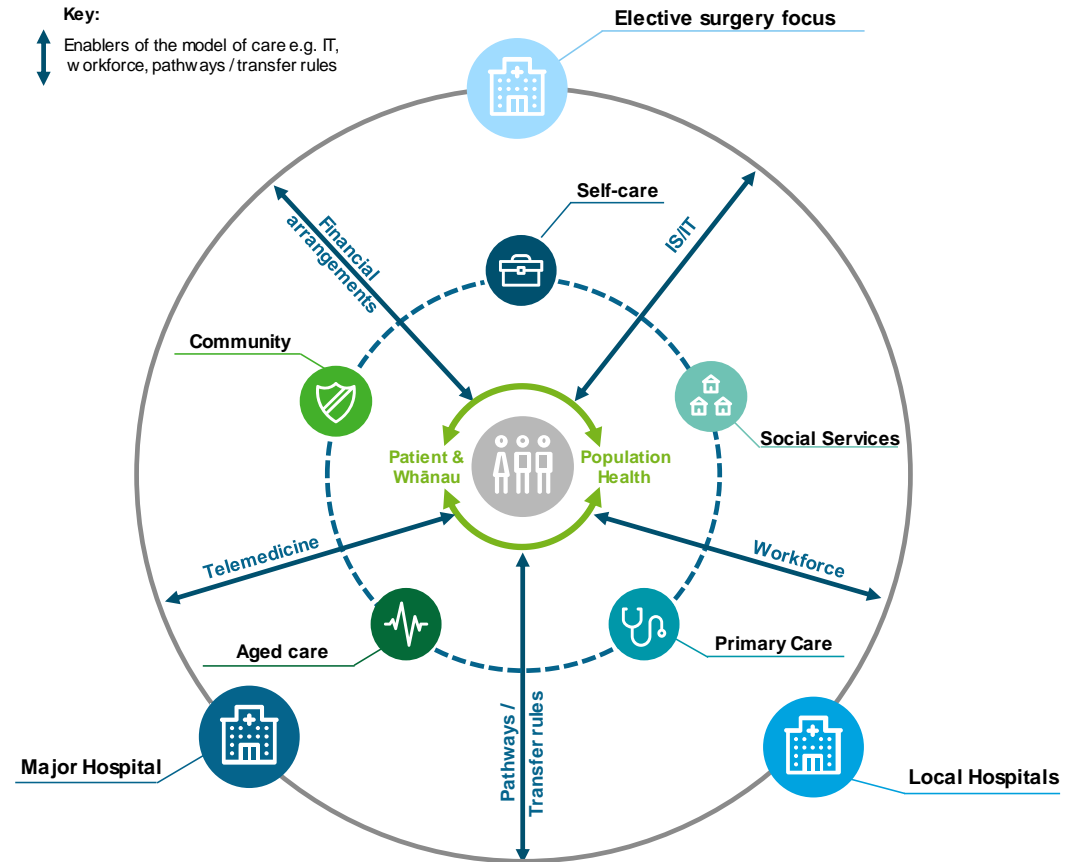 Key:
Enablers of the model of care e.g. IT,
workforce, pathways / transfer rules
Elective surgery focus
Self-care
Financial
arrangements
IS/IT
Community
Social Services
Patient &
Whānau
Population
Health
Telemedicine
Workforce
Aged care
Primary Care
Pathways /
Transfer rules
Major Hospital
Local Hospitals